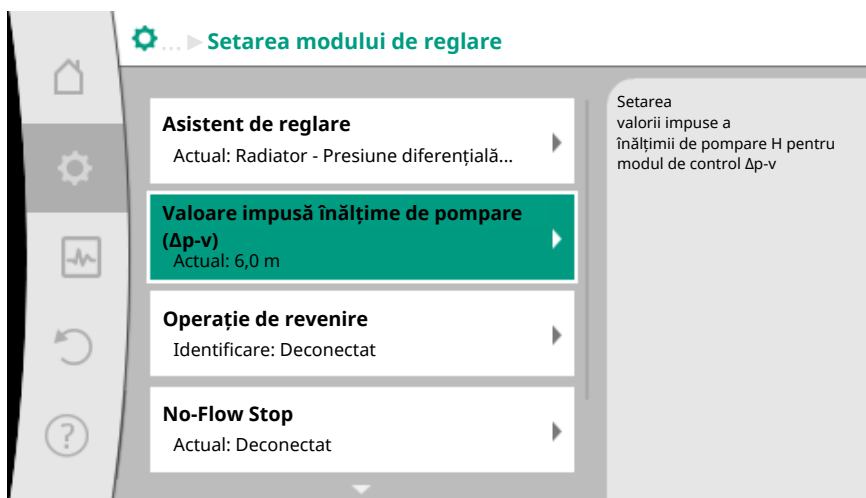 ... Setarea modului de reglare
Asistent de reglare
Actual: Radiator - Presiune diferențială...
Valoare impusă înălțime de pompare
(Δp-v)
Actual: 6,0 m
Operație de revenire
Identificare: Deconectat
No-Flow Stop
Actual: Deconectat
Setarea
valorii impuse a
înălțimii de pompare H pentru
modul de control Δp-v
?